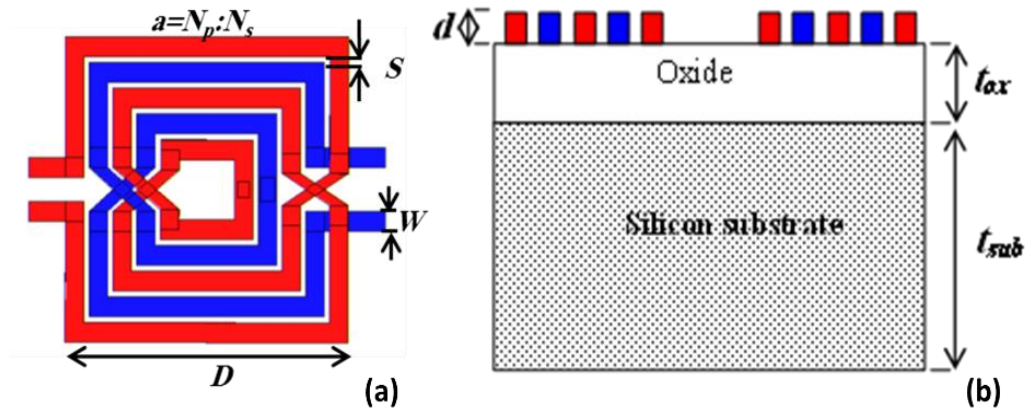 a=Np:Ns
S
W
D
(a)
d
Oxide
tox
Silicon substrate
tsub
(b)